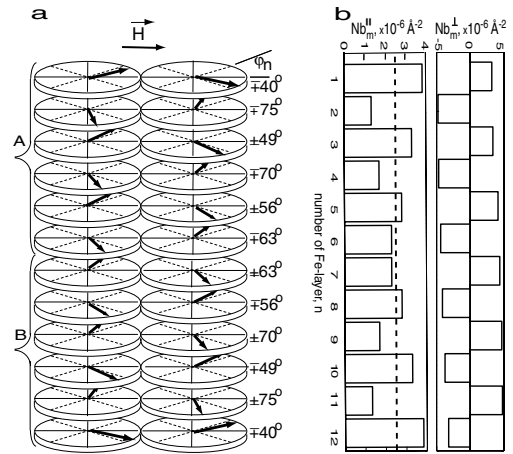 a
H
φn
∓40°
∓75°
±49°
∓70°
±56°
∓63°
±63°
∓56°
±70°
∓49°
±75°
∓40°
A
B
b
Nb∥m, x10-6 Å-2
0 1 2 3 4
Nb⊥m, x10-6 Å-2
-5 0 5
1
2
3
4
5
6
7
8
9
10
11
12
number of Fe-layer, n